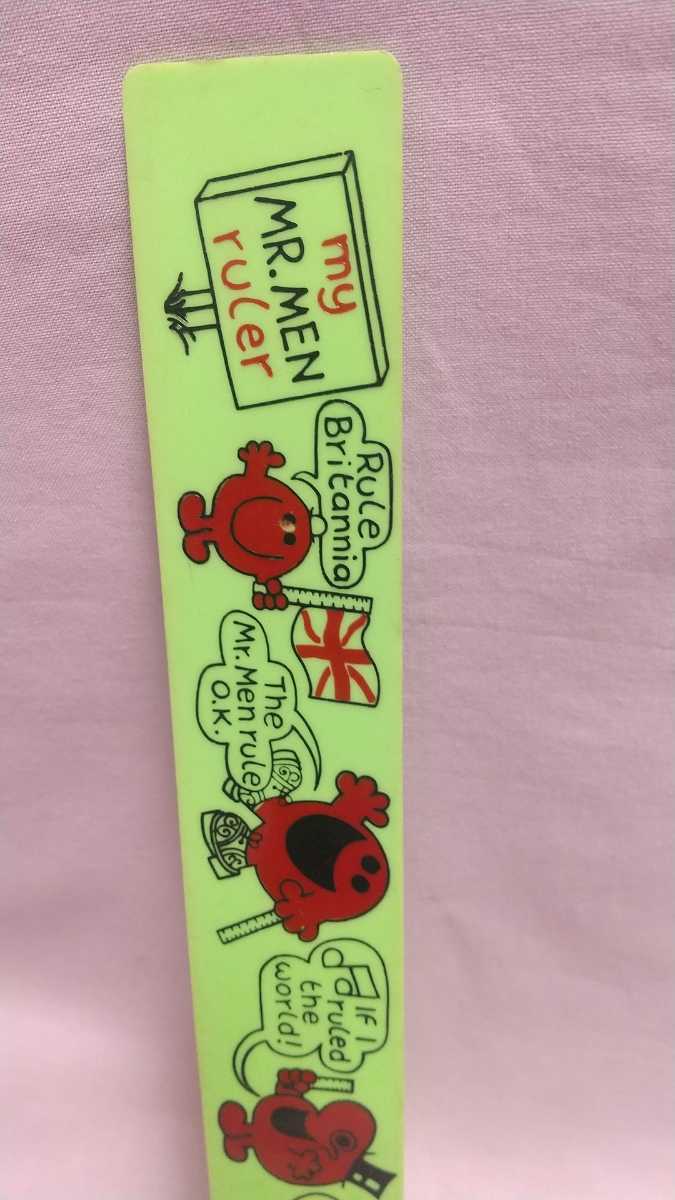 my
MR. MEN
ruler
Rule
Britannia
The
Mr. Men rule
O.K.
IF I
ruled
the
world!